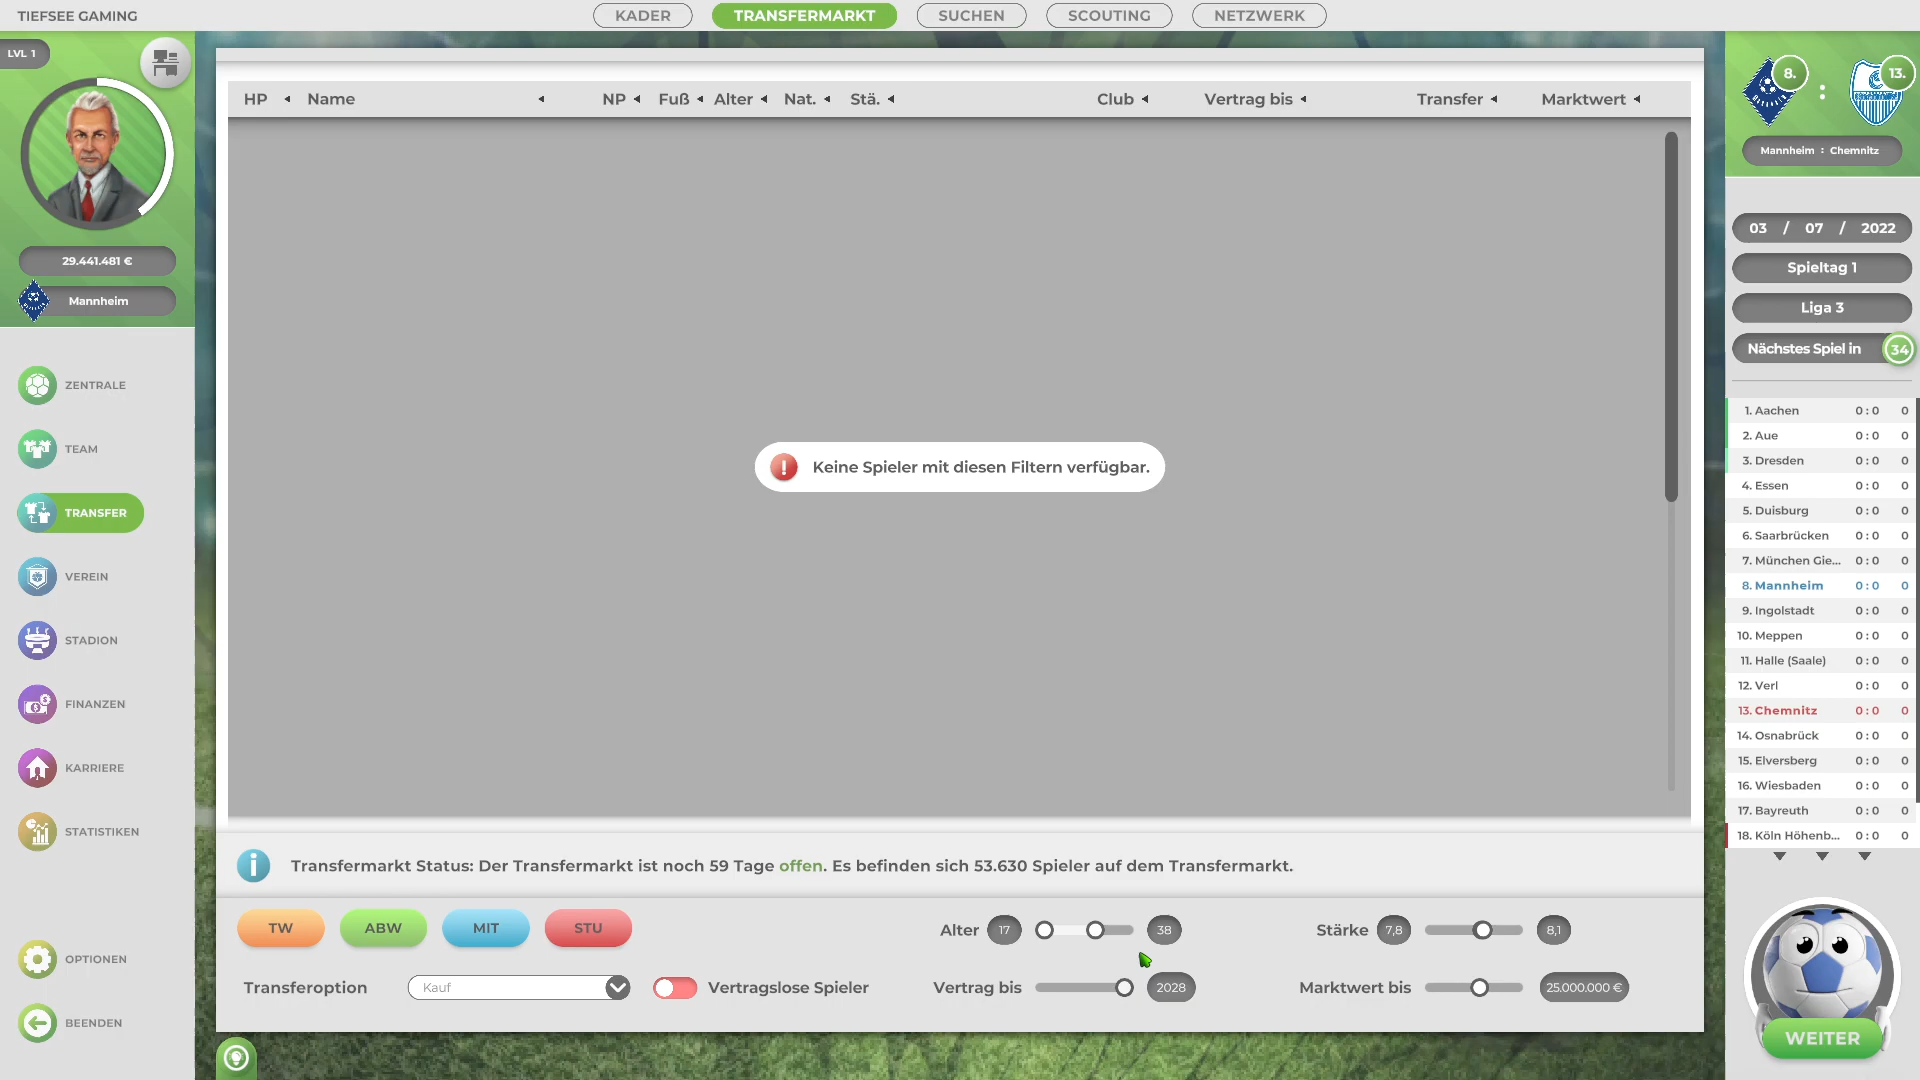 TIEFSEE GAMING
KADER
TRANSFERMARKT
SUCHEN
SCOUTING
NETZWERK
LVL 1
29.441.481 €
Mannheim
ZENTRALE
TEAM
TRANSFER
VEREIN
STADION
FINANZEN
KARRIERE
STATISTIKEN
OPTIONEN
BEENDEN
HP Name NP Fuß Alter Nat. Stä. Club Vertrag bis Transfer Marktwert
Keine Spieler mit diesen Filtern verfügbar.
Transfermarkt Status: Der Transfermarkt ist noch 59 Tage offen. Es befinden sich 53.630 Spieler auf dem Transfermarkt.
TW ABW MIT STU
Alter 17 38
Stärke 7,8 8,1
Transferoption Kauf Vertragslose Spieler
Vertrag bis 2028
Marktwert bis 25.000.000 €
8. : 13.
Mannheim : Chemnitz
03 / 07 / 2022
Spieltag 1
Liga 3
Nächstes Spiel in 34
1. Aachen 0 : 0 0
2. Aue 0 : 0 0
3. Dresden 0 : 0 0
4. Essen 0 : 0 0
5. Duisburg 0 : 0 0
6. Saarbrücken 0 : 0 0
7. München Gie... 0 : 0 0
8. Mannheim 0 : 0 0
9. Ingolstadt 0 : 0 0
10. Meppen 0 : 0 0
11. Halle (Saale) 0 : 0 0
12. Verl 0 : 0 0
13. Chemnitz 0 : 0 0
14. Osnabrück 0 : 0 0
15. Elversberg 0 : 0 0
16. Wiesbaden 0 : 0 0
17. Bayreuth 0 : 0 0
18. Köln Höhenb... 0 : 0 0
WEITER